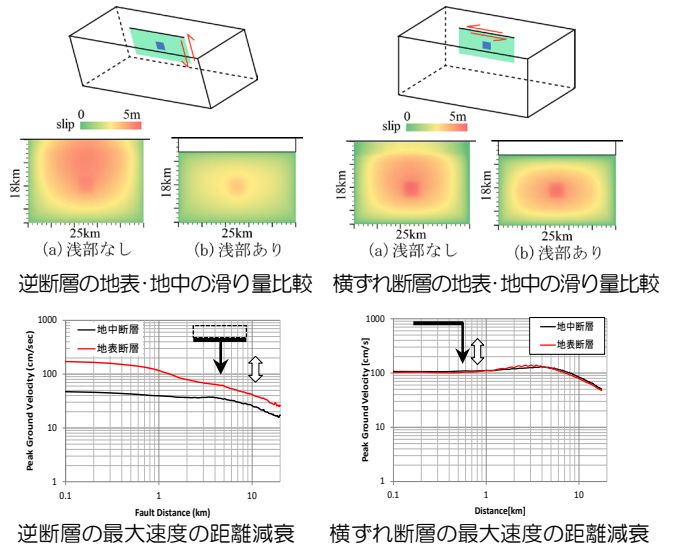 slip 0 5m
18km
25km
(a) 浅部なし
18km
25km
(b) 浅部あり
逆断層の地表・地中の滑り量比較
slip 0 5m
18km
25km
(a) 浅部なし
18km
25km
(b) 浅部あり
横ずれ断層の地表・地中の滑り量比較
Peak Ground Velocity (cm/sec)
1000
100
10
1
0.1
1
10
地中断層
地表断層
Fault Distance (km)
逆断層の最大速度の距離減衰
Peak Ground Velocity [cm/s]
1000
100
10
1
0.1
1
10
地中断層
地表断層
Distance[km]
横ずれ断層の最大速度の距離減衰